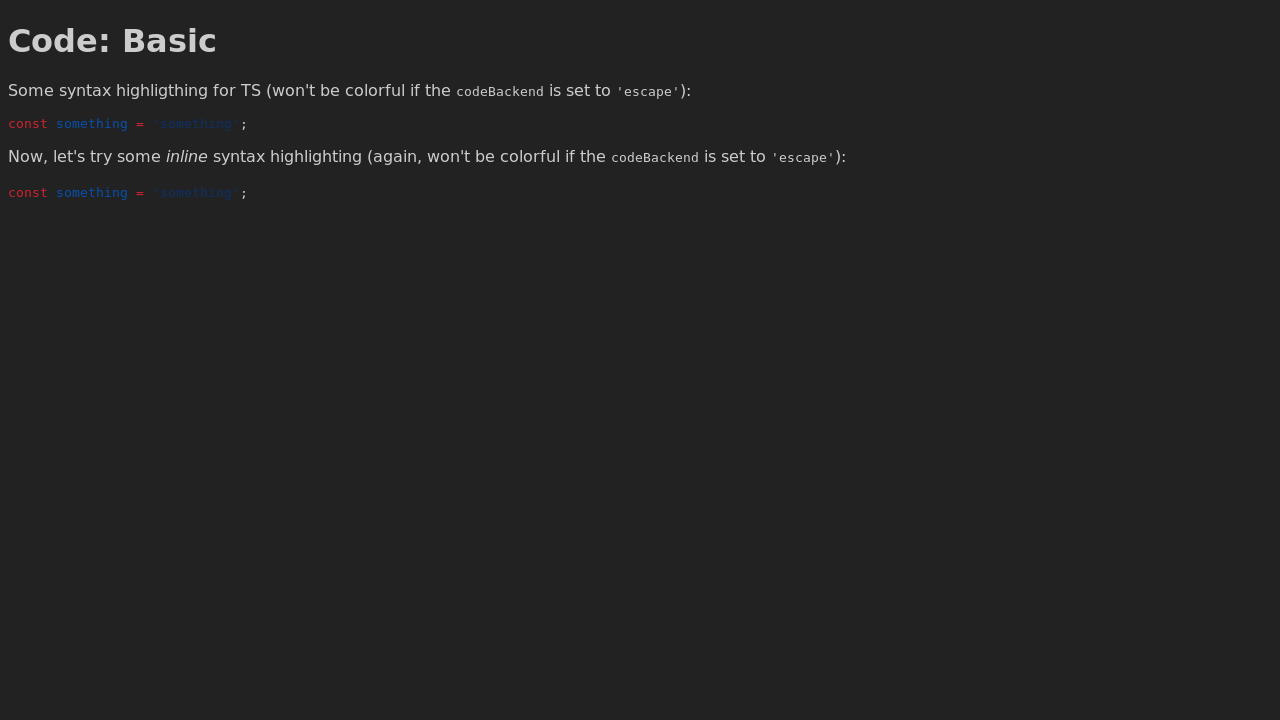 Code: Basic
Some syntax highligthing for TS (won't be colorful if the codeBackend is set to 'escape'):
const something = 'something';
Now, let's try some inline syntax highlighting (again, won't be colorful if the codeBackend is set to 'escape'):
const something = 'something';